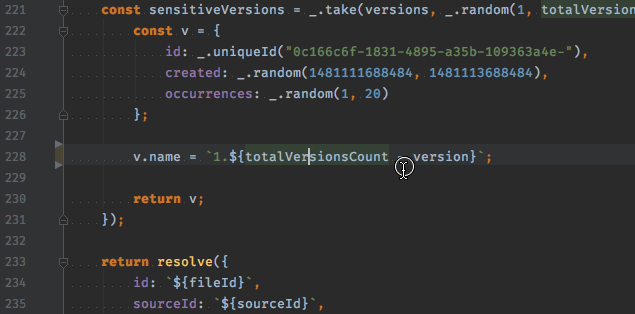 221 const sensitiveVersions = _.take(versions, _.random(1, totalVersion
222 const v = {
223 id: _.uniqueId("0c166c6f-1831-4895-a35b-109363a4e-"),
224 created: _.random(1481111688484, 1481113688484),
225 occurrences: _.random(1, 20)
226 };
227
228 v.name = `1.${totalVersionsCount - version}`;
229
230 return v;
231 });
232
233 return resolve({
234 id: `${fileId}`,
235 sourceId: `${sourceId}`,